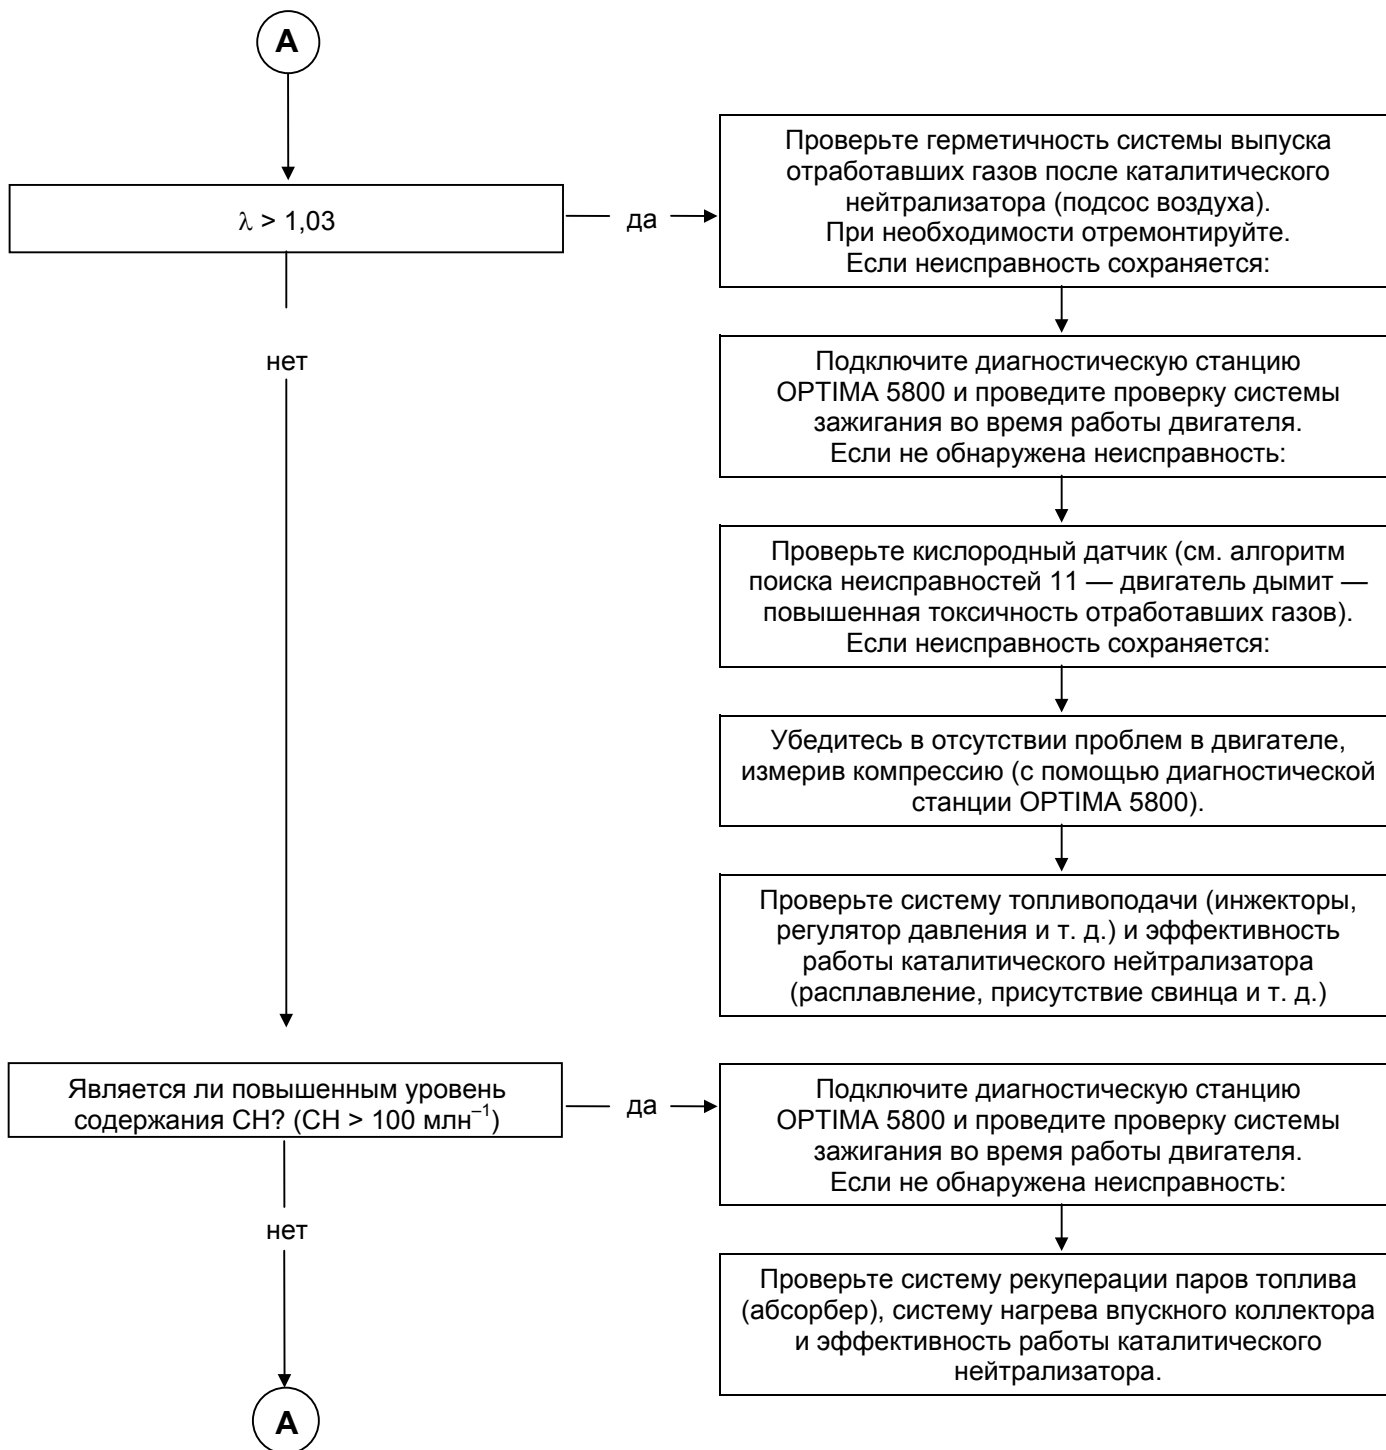 А
λ > 1,03
да
Проверьте герметичность системы выпуска
отработавших газов после каталитического
нейтрализатора (подсос воздуха).
При необходимости отремонтируйте.
Если неисправность сохраняется:
нет
Подключите диагностическую станцию
OPTIMA 5800 и проведите проверку системы
зажигания во время работы двигателя.
Если не обнаружена неисправность:
Проверьте кислородный датчик (см. алгоритм
поиска неисправностей 11 — двигатель дымит —
повышенная токсичность отработавших газов).
Если неисправность сохраняется:
Убедитесь в отсутствии проблем в двигателе,
измерив компрессию (с помощью диагностической
станции OPTIMA 5800).
Проверьте систему топливоподачи (инжекторы,
регулятор давления и т. д.) и эффективность
работы каталитического нейтрализатора
(расплавление, присутствие свинца и т. д.)
Является ли повышенным уровень
содержания СН? (СН > 100 млн⁻¹)
да
Подключите диагностическую станцию
OPTIMA 5800 и проведите проверку системы
зажигания во время работы двигателя.
Если не обнаружена неисправность:
нет
Проверьте систему рекуперации паров топлива
(абсорбер), систему нагрева впускного коллектора
и эффективность работы каталитического
нейтрализатора.
А